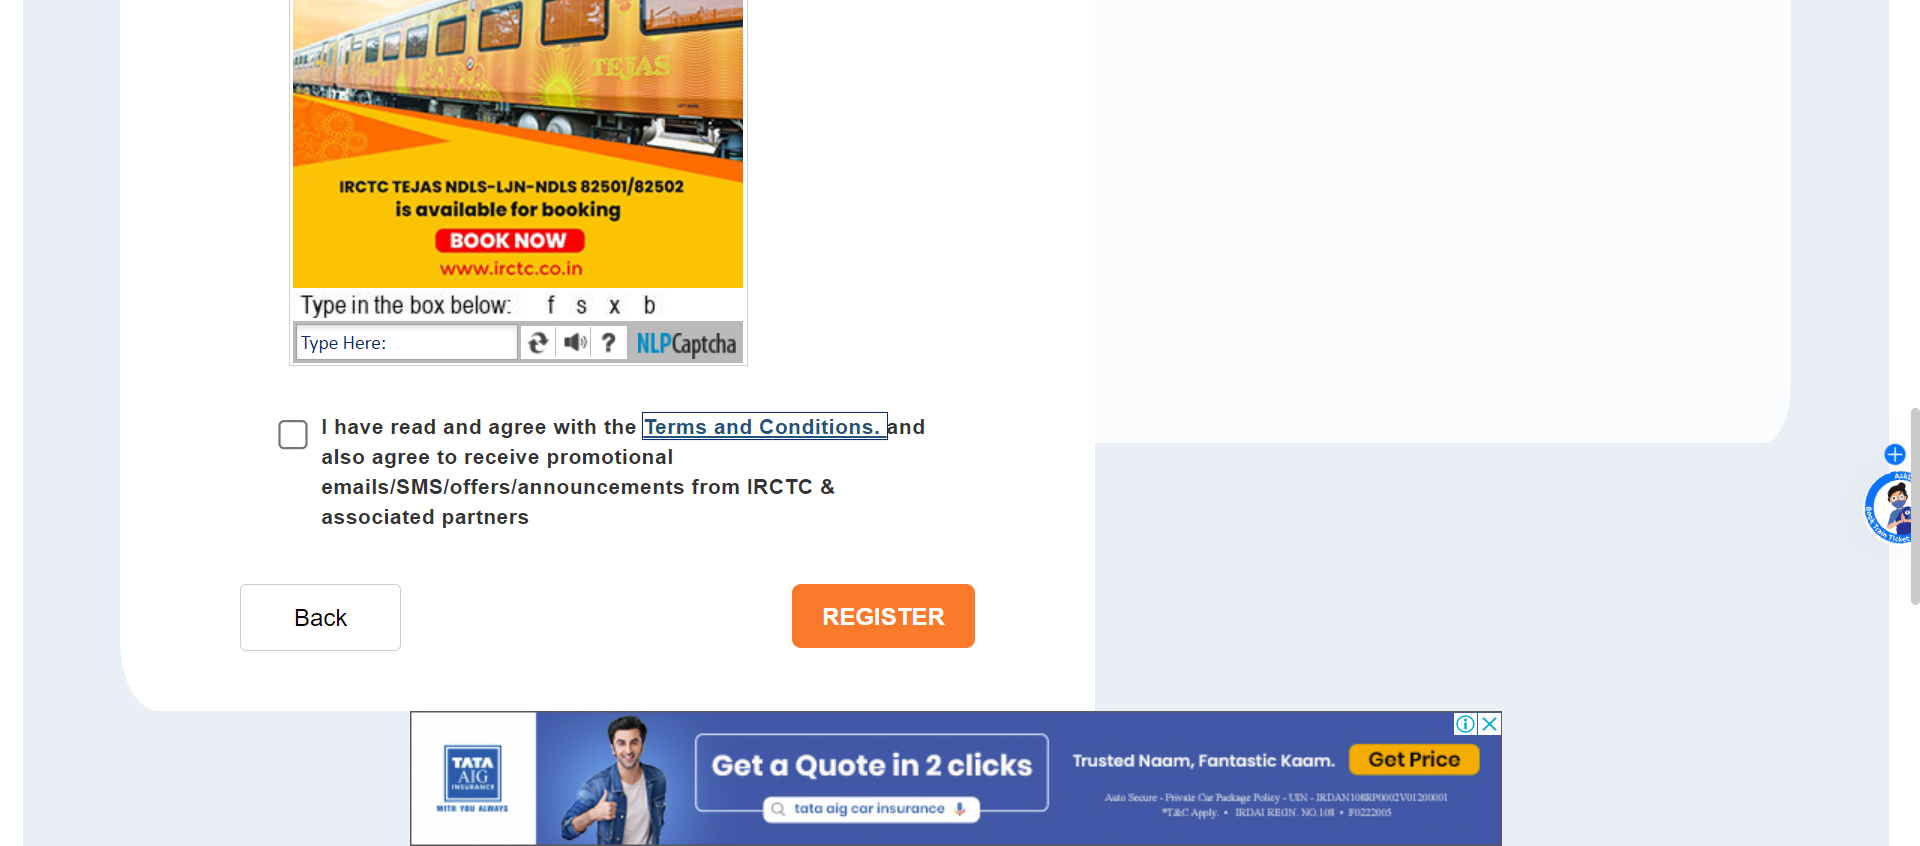 TEJAS
IRCTC TEJAS NDLS-LJN-NDLS 82501/82502
is available for booking
BOOK NOW
www.irctc.co.in
Type in the box below: f s x b
Type Here:
?
NLPCaptcha
I have read and agree with the Terms and Conditions. and
also agree to receive promotional
emails/SMS/offers/announcements from IRCTC &
associated partners
Back
REGISTER
Book Train Ticket
TATA
AIG
INSURANCE
WITH YOU ALWAYS
Get a Quote in 2 clicks
tata aig car insurance
Trusted Naam, Fantastic Kaam.
Get Price
Auto Secure - Private Car Package Policy - UIN - IRDAN108RP0002V01200001
*T&C Apply. • IRDAI REGN. NO.108 • F0222005